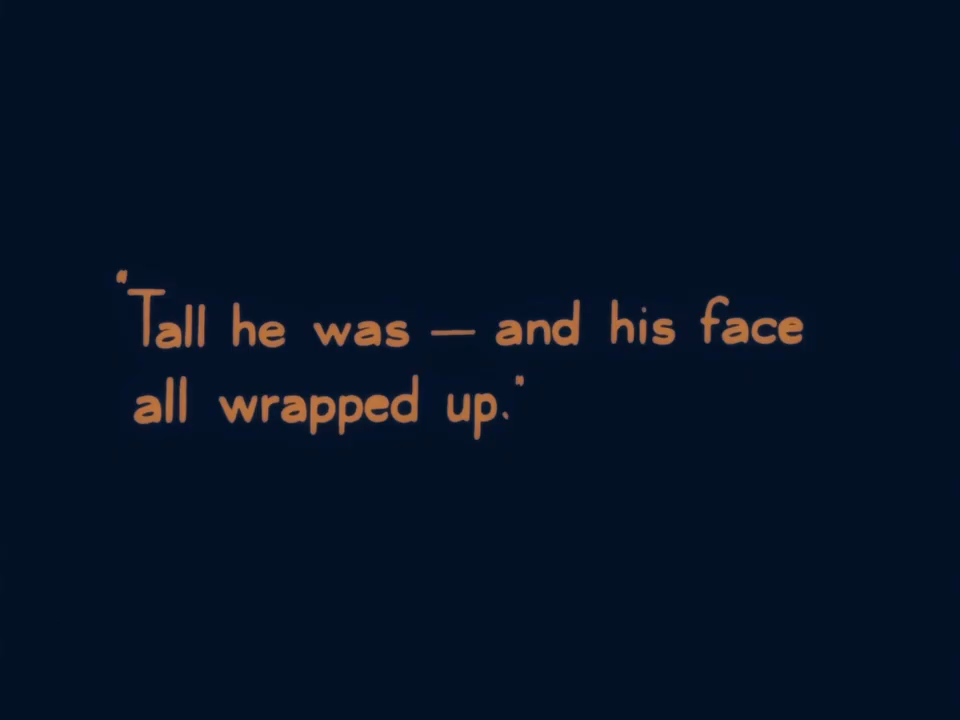 "Tall he was — and his face
all wrapped up."